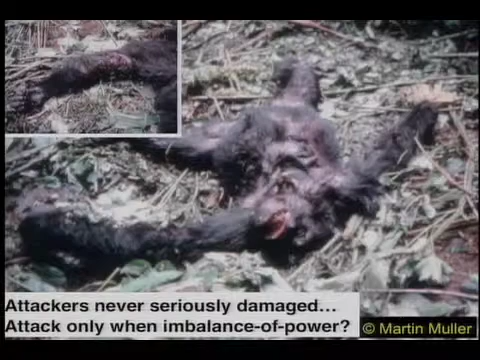 Attackers never seriously damaged...
Attack only when imbalance-of-power?
© Martin Muller